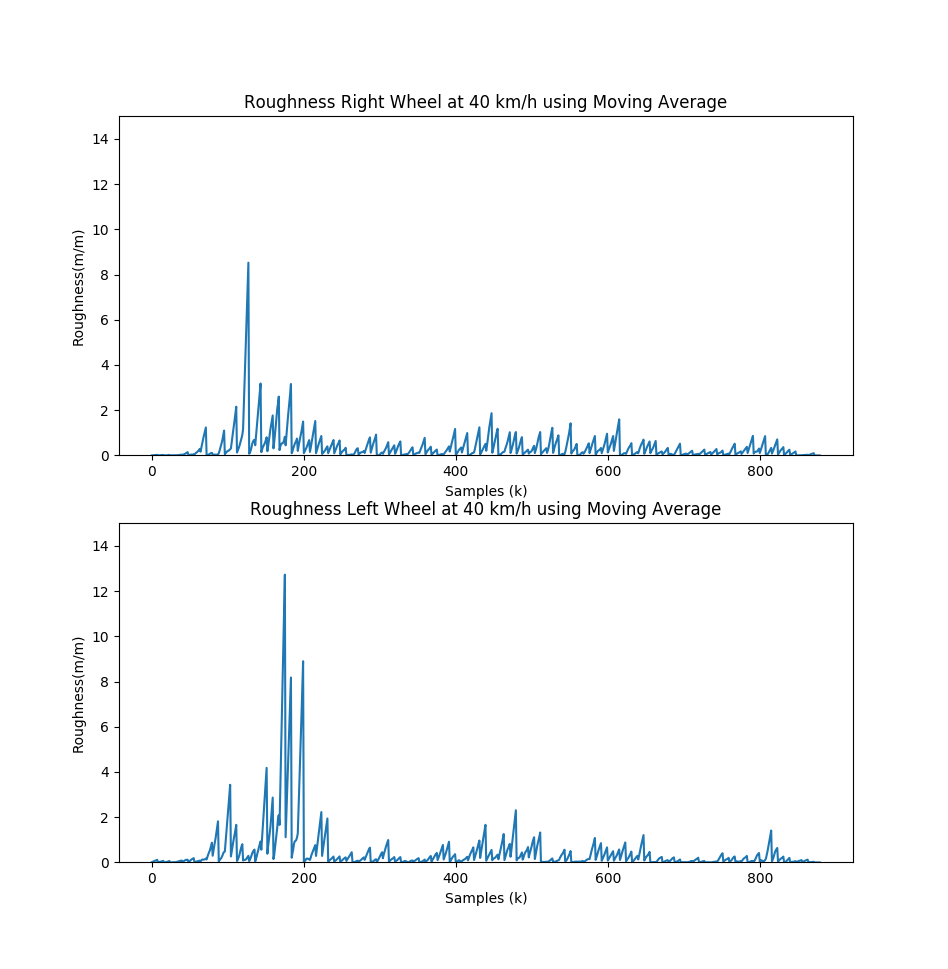 Roughness Right Wheel at 40 km/h using Moving Average
14
12
10
8
6
4
2
0
Roughness(m/m)
0 200 400 600 800
Samples (k)
Roughness Left Wheel at 40 km/h using Moving Average
14
12
10
8
6
4
2
0
Roughness(m/m)
0 200 400 600 800
Samples (k)